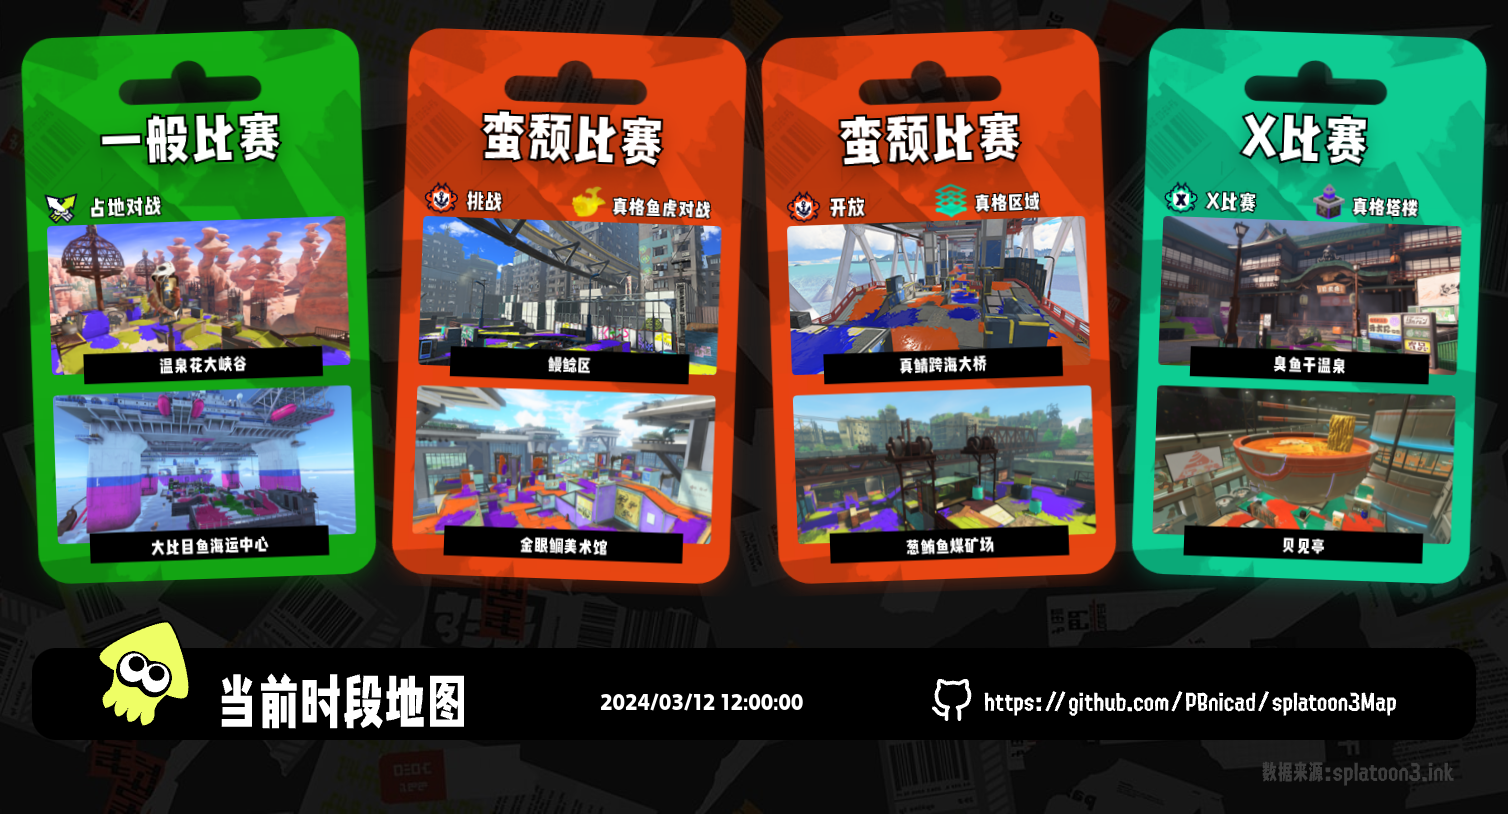 一般比赛
占地对战
温泉花大峡谷
大比目鱼海运中心
蛮颓比赛
挑战
真格鱼虎对战
鳗鲶区
金眼鲷美术馆
蛮颓比赛
开放
真格区域
真鲷跨海大桥
葱鲔鱼煤矿场
X比赛
X比赛
真格塔楼
臭鱼干温泉
贝见亭
当前时段地图
2024/03/12 12:00:00
https://github.com/PBnicad/splatoon3Map
数据来源:splatoon3.ink